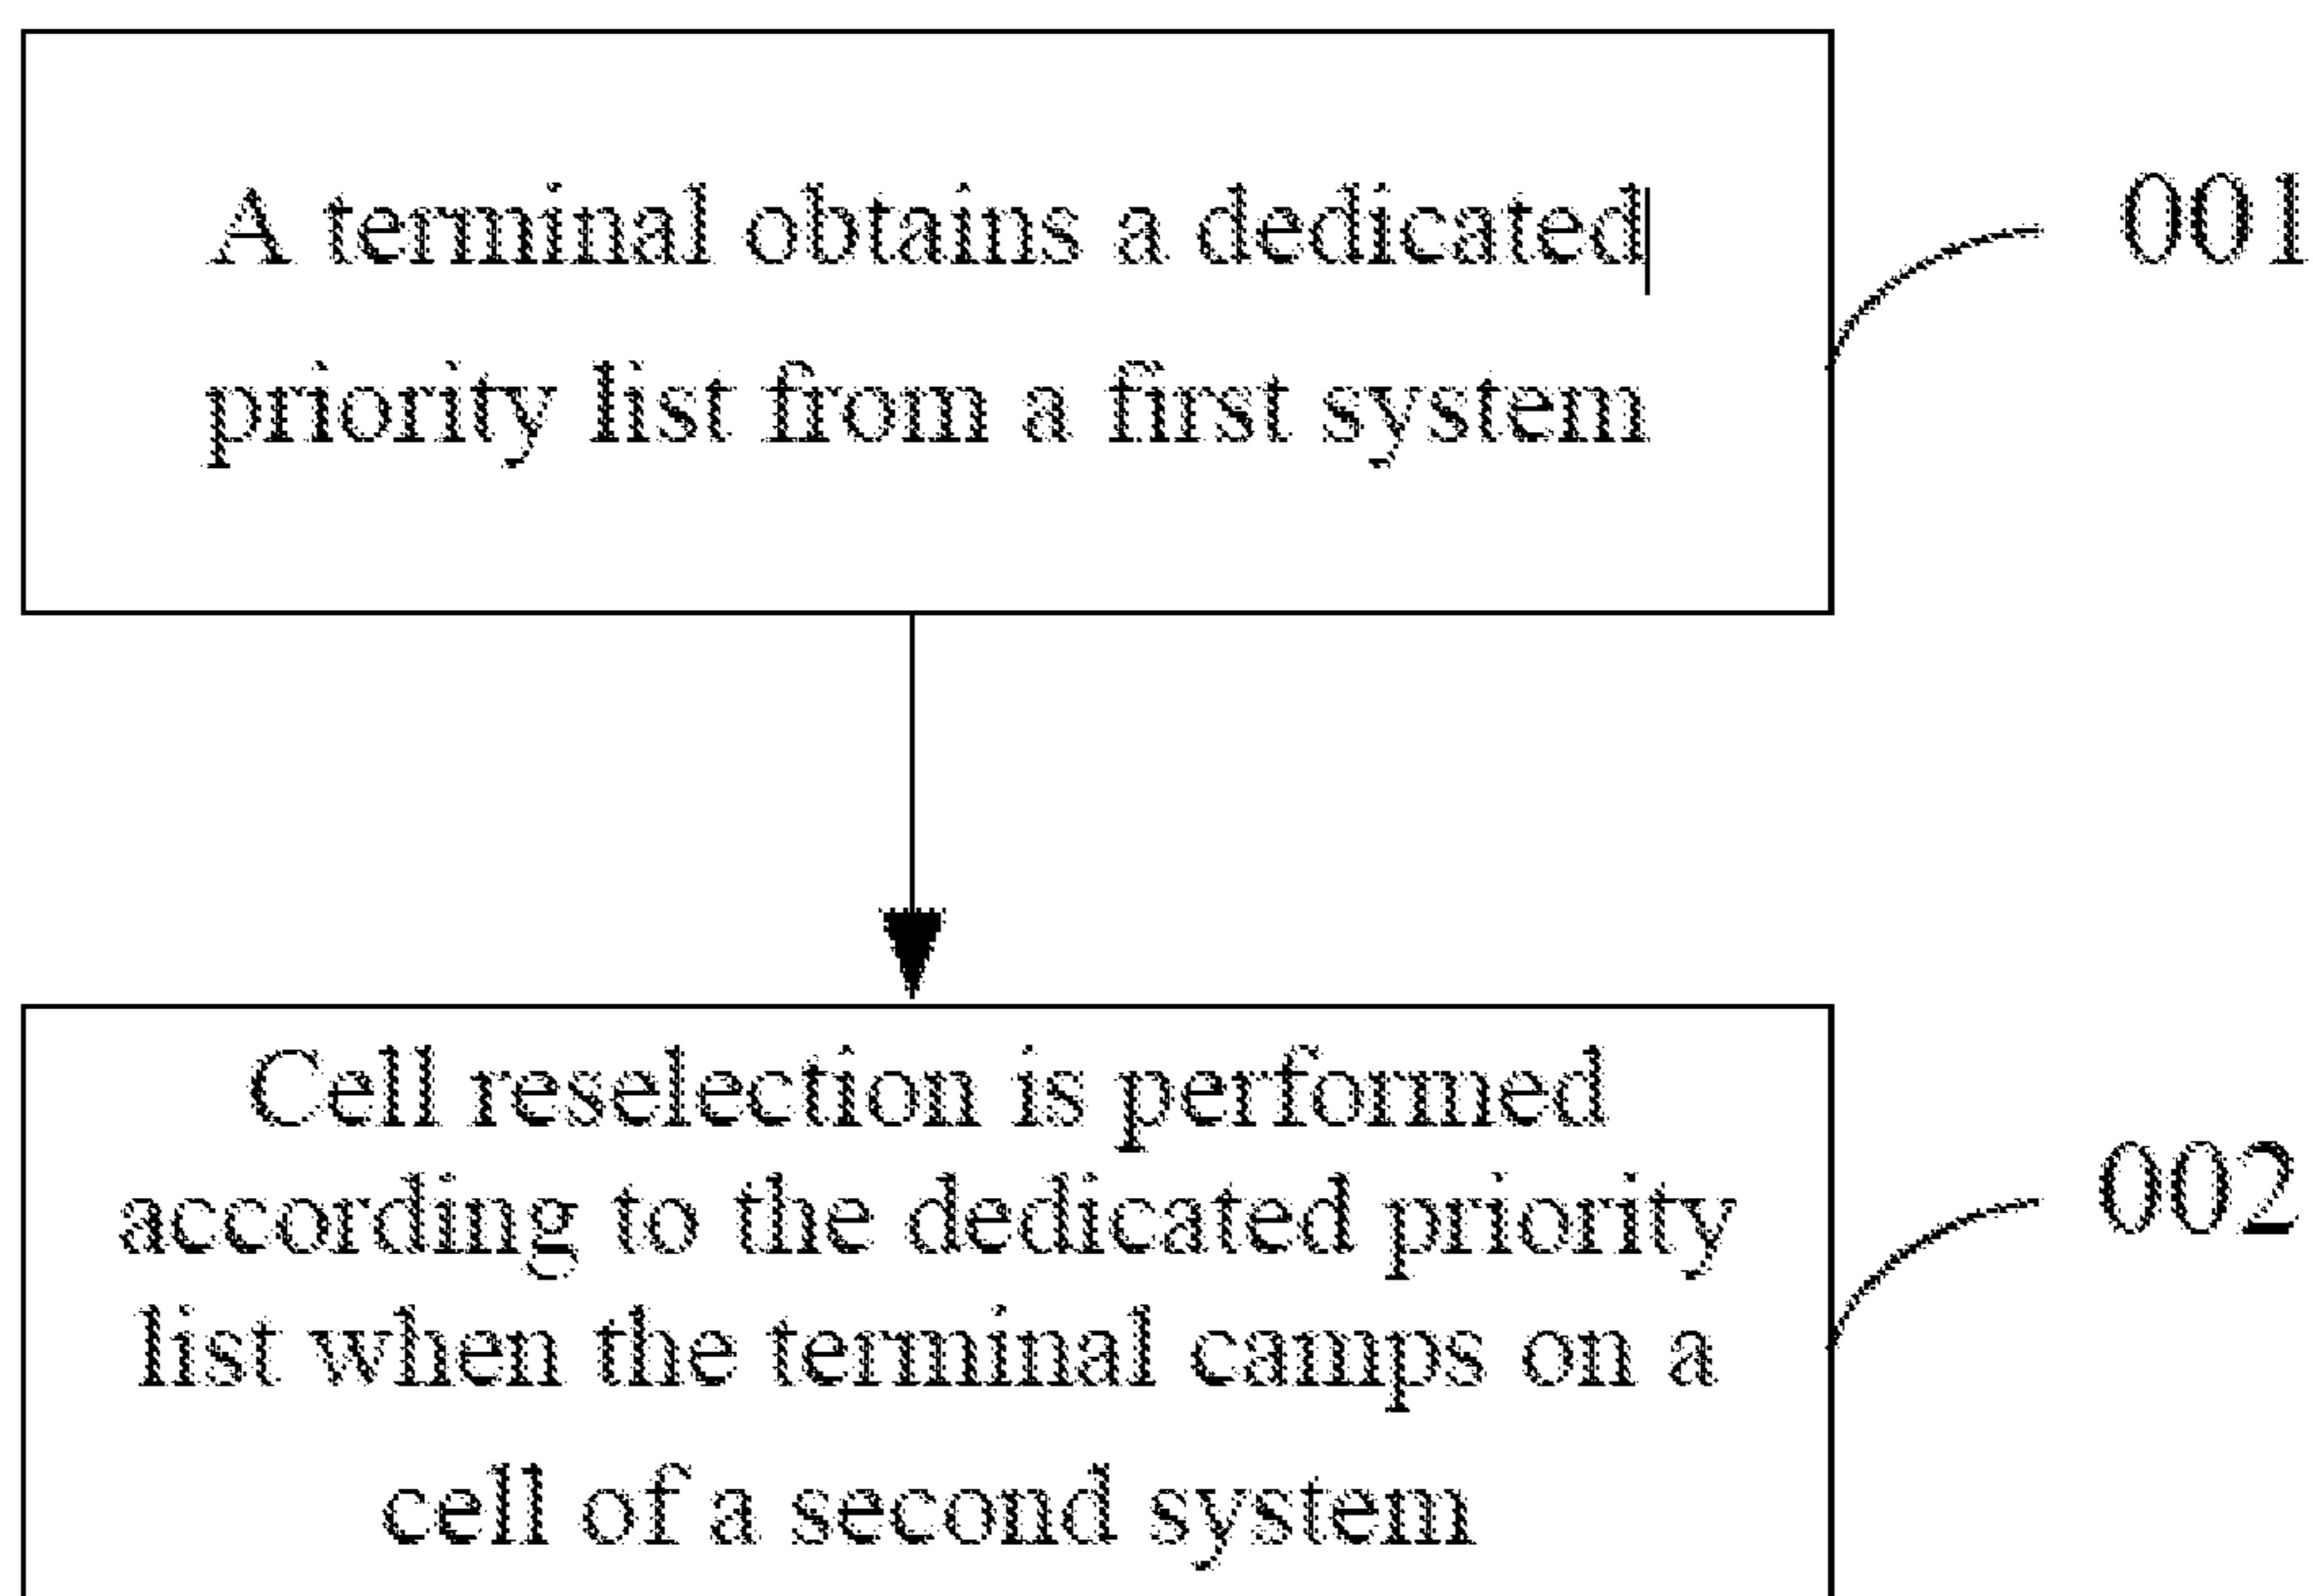 A terminal obtains a dedicated
001
priority list from a first system
Cell reselection is performed
according to the dedicated priority
002
list when the terminal camps on a
cell of a second system